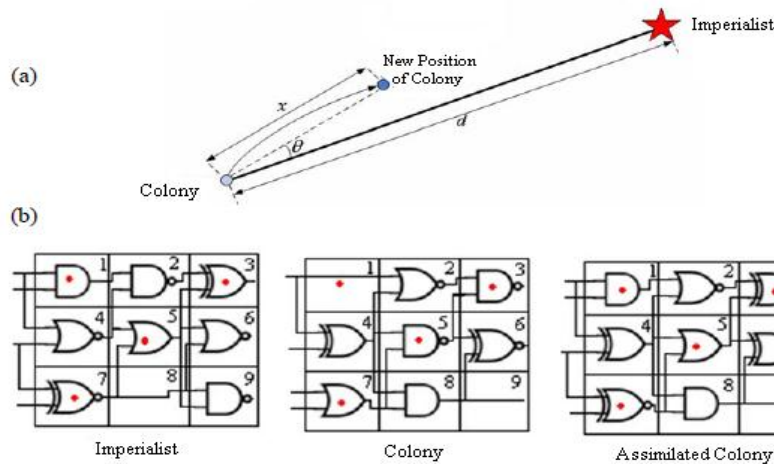 Imperialist
(a)
New Position
of Colony
x
d
θ
Colony
(b)
1 2 3
4 5 6
7 8 9
Imperialist
1 2 3
4 5 6
7 8 9
Colony
1 2
4 5
8
Assimilated Colony